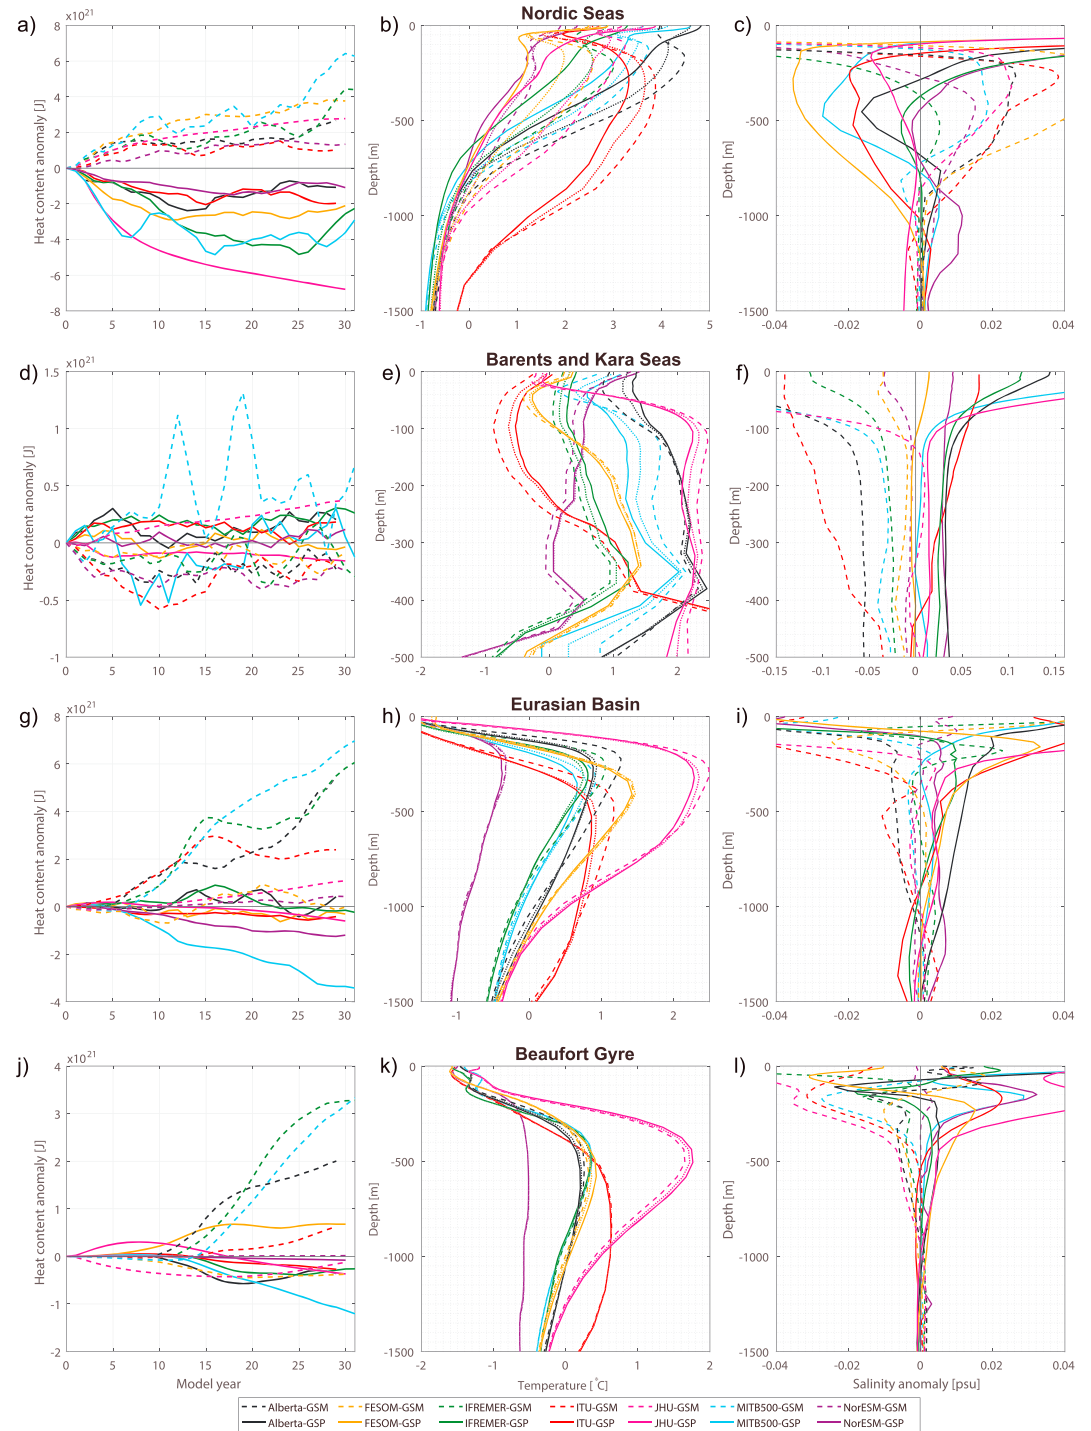 Nordic Seas
a)
b)
c)
x10^21
8
6
4
2
0
-2
-4
-6
-8
Heat content anomaly [J]
0 5 10 15 20 25 30
0
-500
-1000
-1500
Depth [m]
-1 0 1 2 3 4 5
0
-500
-1000
-1500
Depth [m]
-0.04 -0.02 0 0.02 0.04
Barents and Kara Seas
d)
e)
f)
x10^21
1.5
0.5
0
-0.5
-1
Heat content anomaly [J]
0 5 10 15 20 25 30
0
-100
-200
-300
-400
-500
Depth [m]
-1 0 1 2
0
-100
-200
-300
-400
-500
Depth [m]
-0.15 -0.1 -0.05 0 0.05 0.1 0.15
Eurasian Basin
g)
h)
i)
x10^21
8
6
4
2
0
-2
-4
Heat content anomaly [J]
0 5 10 15 20 25 30
0
-500
-1000
-1500
Depth [m]
-1 0 1 2
0
-500
-1000
-1500
Depth [m]
-0.04 -0.02 0 0.02 0.04
Beaufort Gyre
j)
k)
l)
x10^21
4
3
2
1
0
-1
-2
Heat content anomaly [J]
0 5 10 15 20 25 30
Model year
0
-500
-1000
-1500
Depth [m]
-2 -1 0 1 2
Temperature [°C]
0
-500
-1000
-1500
Depth [m]
-0.04 -0.02 0 0.02 0.04
Salinity anomaly [psu]
Alberta-GSM FESOM-GSM IFREMER-GSM ITU-GSM JHU-GSM MITB500-GSM NorESM-GSM
Alberta-GSP FESOM-GSP IFREMER-GSP ITU-GSP JHU-GSP MITB500-GSP NorESM-GSP